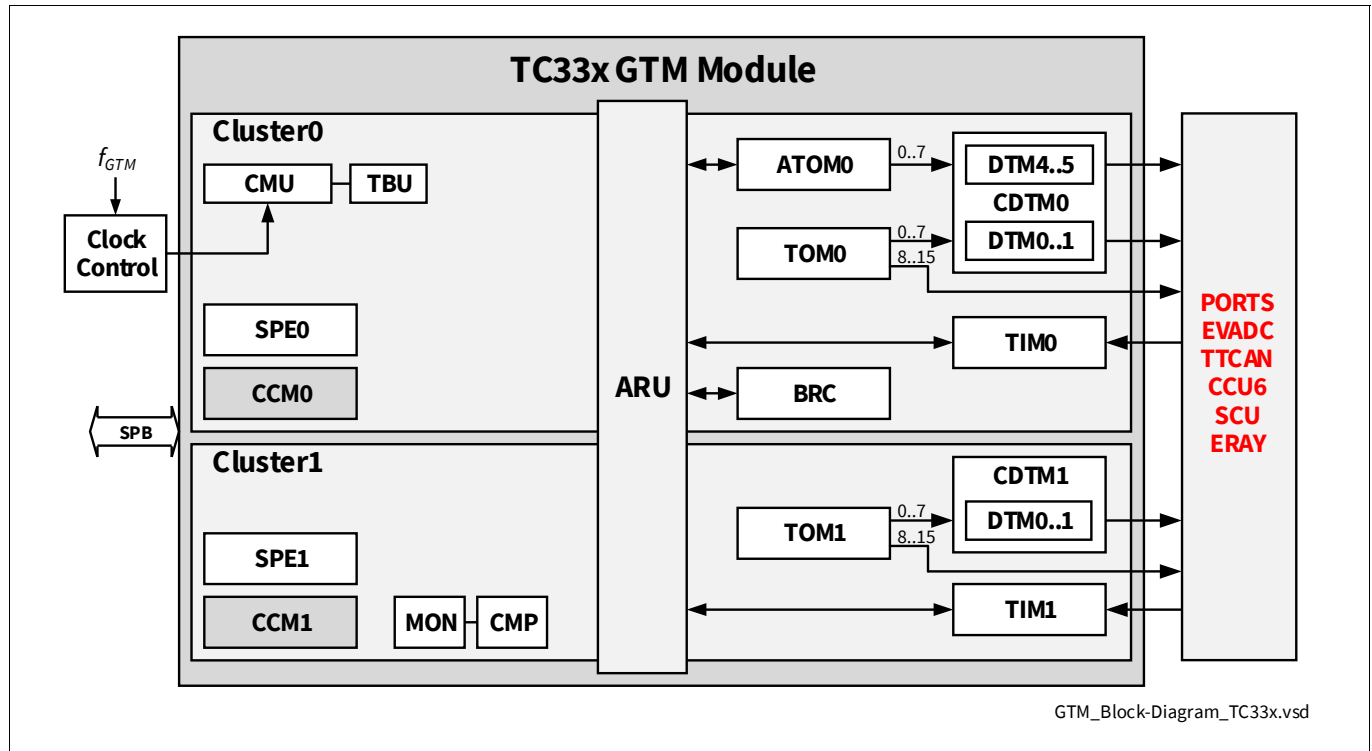 TC33x GTM Module
Cluster0
f_GTM
Clock
Control
CMU
TBU
SPE0
CCM0
SPB
ARU
ATOM0
0..7
DTM4..5
CDTM0
DTM0..1
TOM0
0..7
8..15
TIM0
BRC
Cluster1
SPE1
CCM1
MON
CMP
TOM1
0..7
8..15
CDTM1
DTM0..1
TIM1
PORTS
EVADC
TTCAN
CCU6
SCU
ERAY
GTM_Block-Diagram_TC33x.vsd